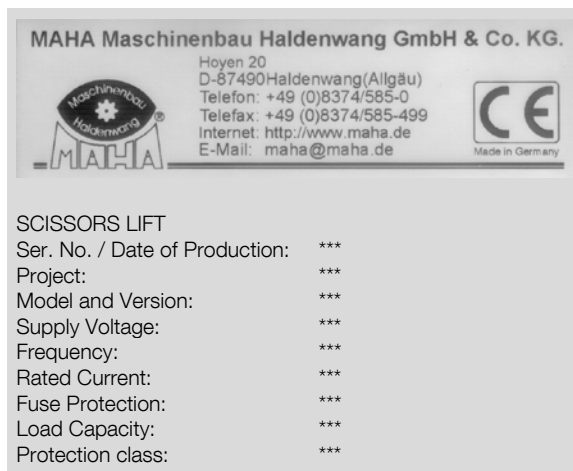 MAHA Maschinenbau Haldenwang GmbH & Co. KG.
Hoyen 20
D-87490Haldenwang(Allgäu)
Telefon: +49 (0)8374/585-0
Telefax: +49 (0)8374/585-499
Internet: http://www.maha.de
E-Mail: maha@maha.de
Maschinenbau
Haldenwang
®
MAHA
CE
Made in Germany
SCISSORS LIFT
Ser. No. / Date of Production: ***
Project: ***
Model and Version: ***
Supply Voltage: ***
Frequency: ***
Rated Current: ***
Fuse Protection: ***
Load Capacity: ***
Protection class: ***